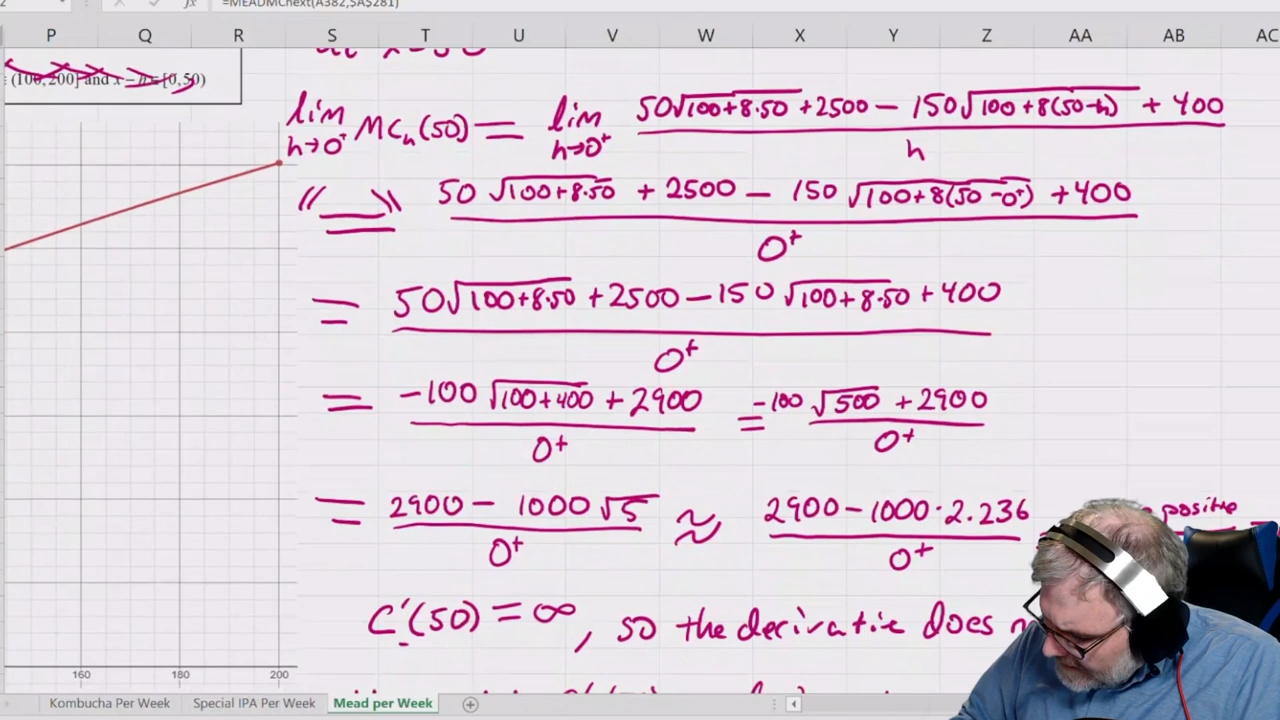 =MEADMCnext(A382,$A$281)
P Q R S T U V W X Y Z AA AB AC
(100,200] and x − h ∈ [0,50)
lim h→0⁺ MCₕ(50) = lim h→0⁺ (50√(100+8·50) + 2500 − 150√(100+8(50−h)) + 400) / h
"=" (50√(100+8·50) + 2500 − 150√(100+8(50−0⁺)) + 400) / 0⁺
= (50√(100+8·50) + 2500 − 150√(100+8·50) + 400) / 0⁺
= (−100√(100+400) + 2900) / 0⁺ = (−100√500 + 2900) / 0⁺
= (2900 − 1000√5) / 0⁺ ≈ (2900 − 1000·2.236) / 0⁺ = positive
C'(50) = ∞, so the derivative does
160 180 200
Kombucha Per Week Special IPA Per Week Mead per Week